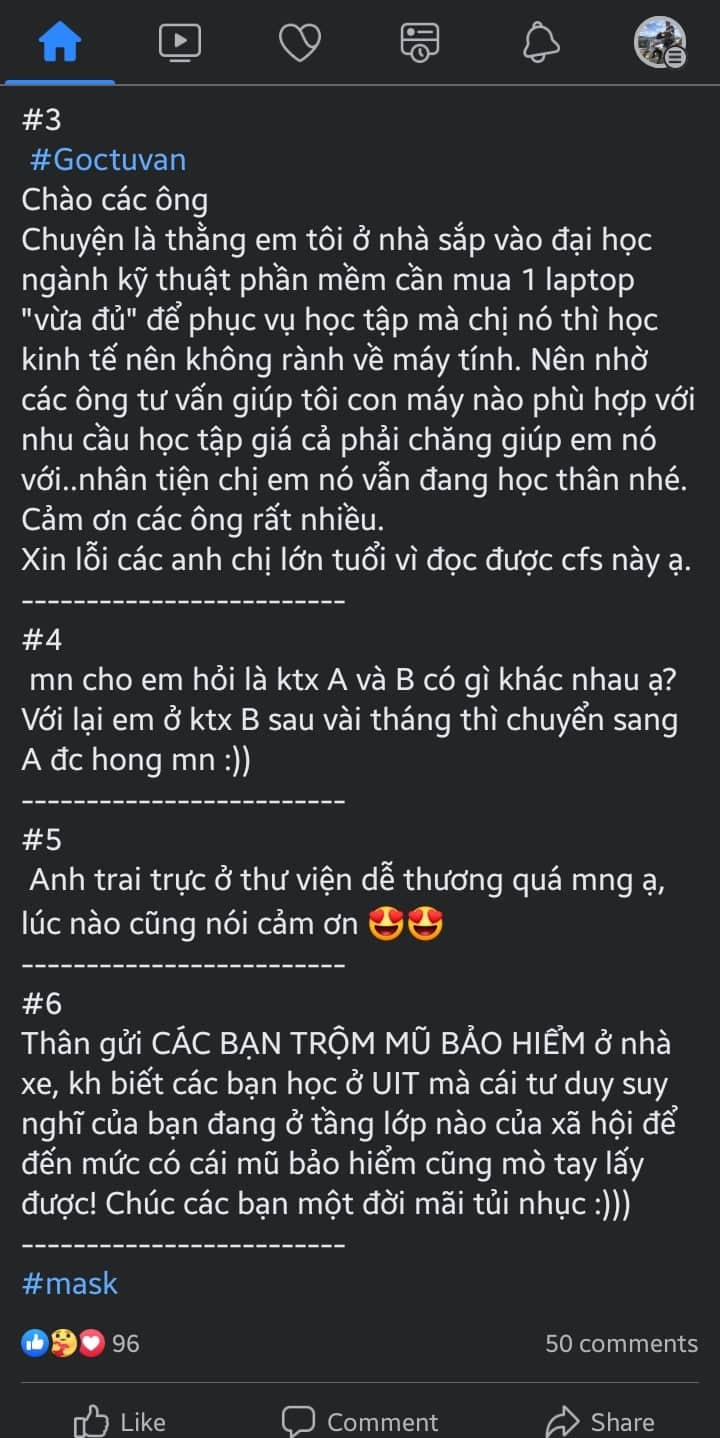 #3
#Goctuvan
Chào các ông
Chuyện là thằng em tôi ở nhà sắp vào đại học
ngành kỹ thuật phần mềm cần mua 1 laptop
"vừa đủ" để phục vụ học tập mà chị nó thì học
kinh tế nên không rành về máy tính. Nên nhờ
các ông tư vấn giúp tôi con máy nào phù hợp với
nhu cầu học tập giá cả phải chăng giúp em nó
với..nhân tiện chị em nó vẫn đang học thân nhé.
Cảm ơn các ông rất nhiều.
Xin lỗi các anh chị lớn tuổi vì đọc được cfs này ạ.
-------------------------
#4
mn cho em hỏi là ktx A và B có gì khác nhau ạ?
Với lại em ở ktx B sau vài tháng thì chuyển sang
A đc hong mn :))
-------------------------
#5
Anh trai trực ở thư viện dễ thương quá mng ạ,
lúc nào cũng nói cảm ơn 😍😍
-------------------------
#6
Thân gửi CÁC BẠN TRỘM MŨ BẢO HIỂM ở nhà
xe, kh biết các bạn học ở UIT mà cái tư duy suy
nghĩ của bạn đang ở tầng lớp nào của xã hội để
đến mức có cái mũ bảo hiểm cũng mò tay lấy
được! Chúc các bạn một đời mãi tủi nhục :)))
-------------------------
#mask
96 50 comments
Like Comment Share